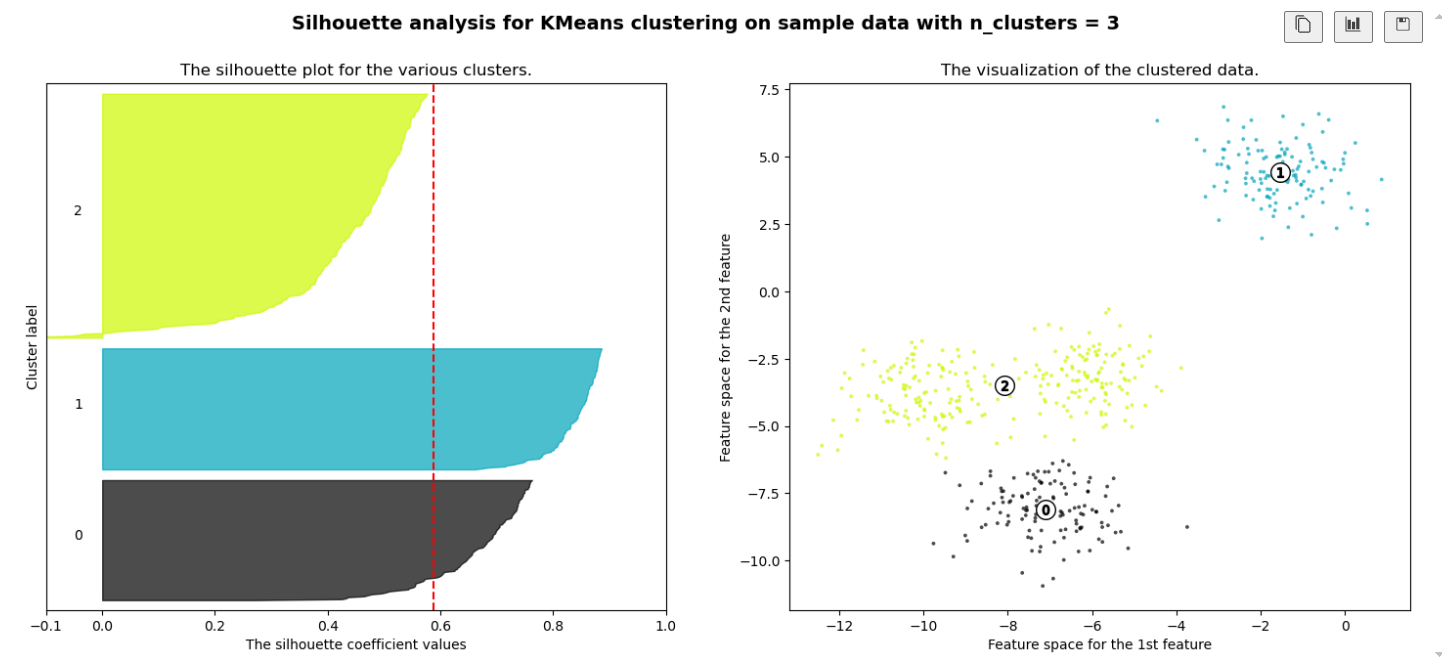 Silhouette analysis for KMeans clustering on sample data with n_clusters = 3
The silhouette plot for the various clusters.
Cluster label
2
1
0
−0.1 0.0 0.2 0.4 0.6 0.8 1.0
The silhouette coefficient values
The visualization of the clustered data.
Feature space for the 2nd feature
7.5
5.0
2.5
0.0
−2.5
−5.0
−7.5
−10.0
1
2
0
−12 −10 −8 −6 −4 −2 0
Feature space for the 1st feature